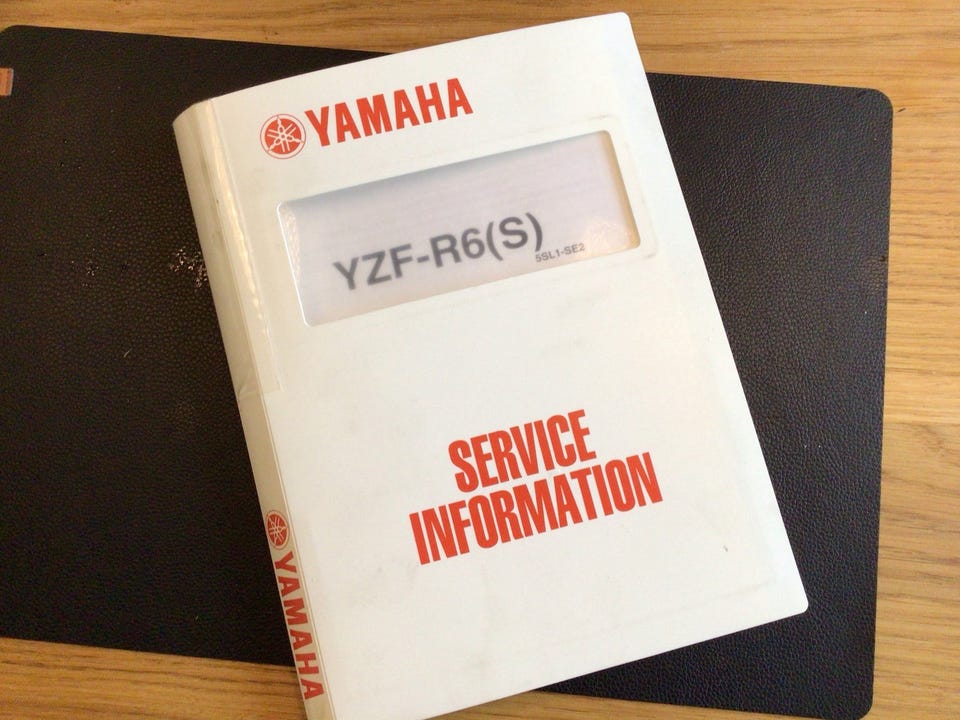 YAMAHA
YZF-R6(S)
5SL1-SE2
SERVICE
INFORMATION
YAMAHA